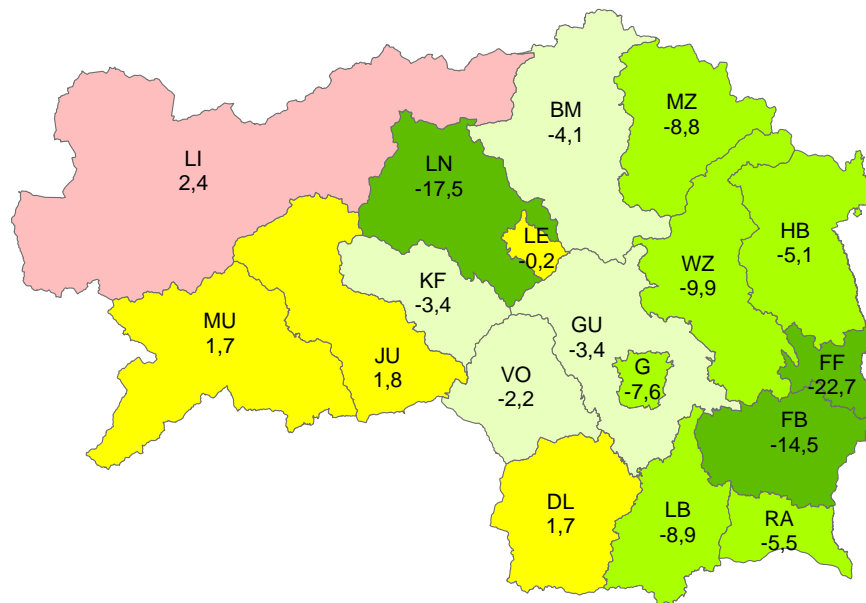 BM
-4,1
MZ
-8,8
LI
2,4
LN
-17,5
LE
-0,2
HB
-5,1
WZ
-9,9
KF
-3,4
MU
1,7
JU
1,8
GU
-3,4
VO
-2,2
G
-7,6
FF
-22,7
FB
-14,5
DL
1,7
LB
-8,9
RA
-5,5